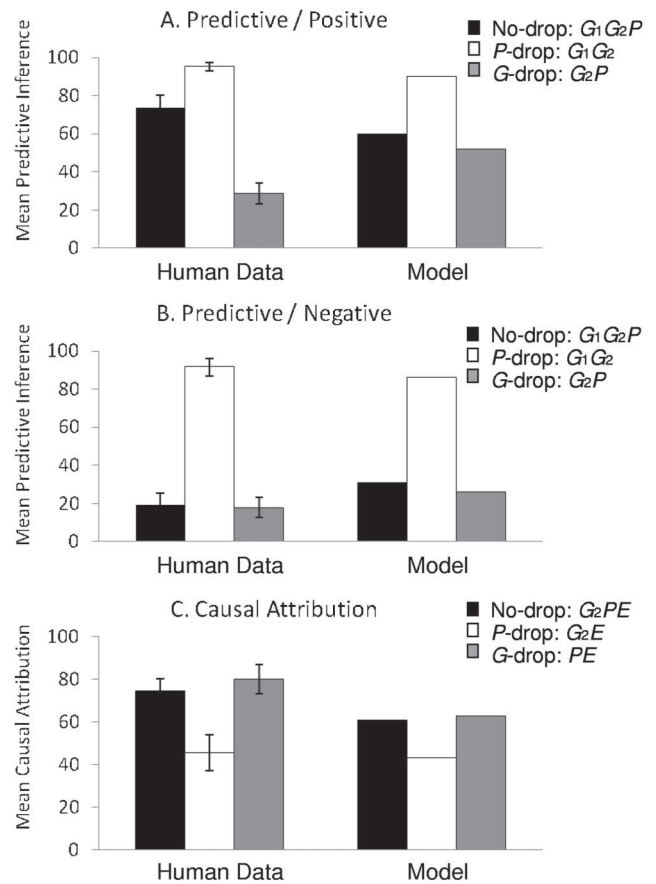 A. Predictive / Positive
No-drop: G1G2P
P-drop: G1G2
G-drop: G2P
Mean Predictive Inference
100
80
60
40
20
0
Human Data
Model
B. Predictive / Negative
No-drop: G1G2P
P-drop: G1G2
G-drop: G2P
Mean Predictive Inference
100
80
60
40
20
0
Human Data
Model
C. Causal Attribution
No-drop: G2PE
P-drop: G2E
G-drop: PE
Mean Causal Attribution
100
80
60
40
20
0
Human Data
Model